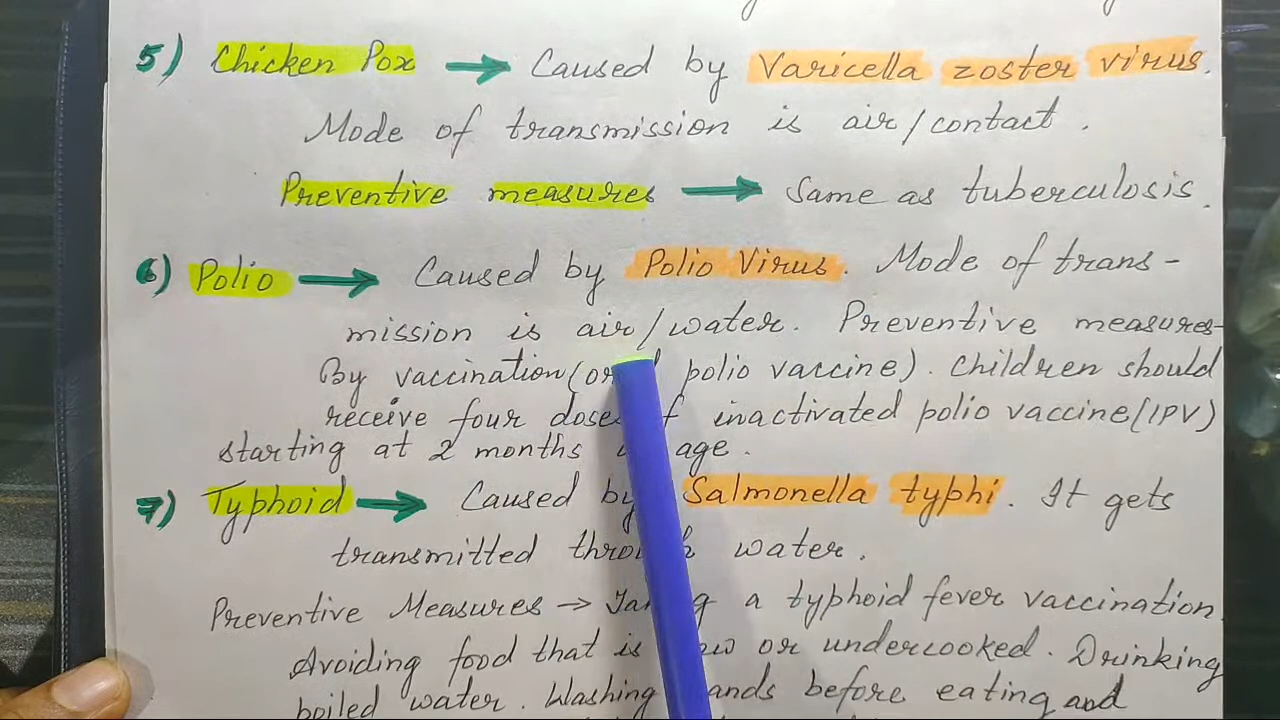 5) Chicken Pox → Caused by Varicella zoster virus.
Mode of transmission is air/contact.
Preventive measures → Same as tuberculosis.
6) Polio → Caused by Polio Virus. Mode of trans-
mission is air/water. Preventive measures-
By vaccination (or polio vaccine). Children should
receive four dose f inactivated polio vaccine (IPV)
starting at 2 months age.
7) Typhoid → Caused by Salmonella typhi. It gets
transmitted through water.
Preventive Measures → g a typhoid fever vaccination.
Avoiding food that is or undercooked. Drinking
boiled water. Washing ands before eating and